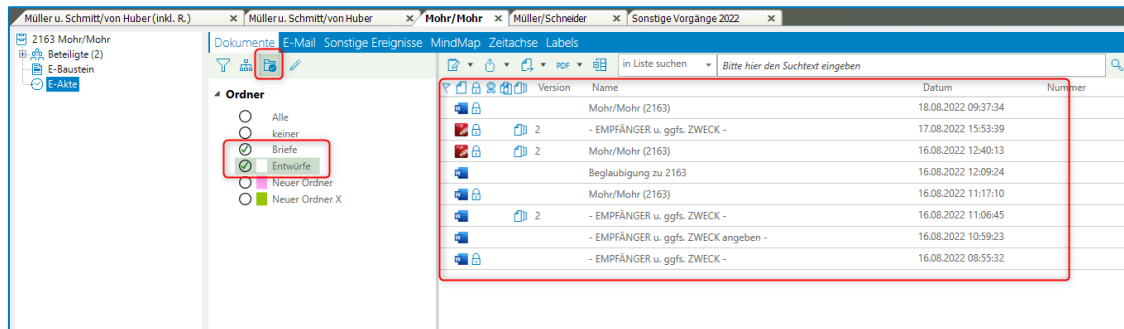 Müller u. Schmitt/von Huber (inkl. R.) × Müller u. Schmitt/von Huber × Mohr/Mohr × Müller/Schneider × Sonstige Vorgänge 2022 ×
2163 Mohr/Mohr
Beteiligte (2)
E-Baustein
E-Akte
Dokumente E-Mail Sonstige Ereignisse MindMap Zeitachse Labels
PDF in Liste suchen Bitte hier den Suchtext eingeben
Ordner
Alle
keiner
Briefe
Entwürfe
Neuer Ordner
Neuer Ordner X
Version Name Datum Nummer
Mohr/Mohr (2163) 18.08.2022 09:37:34
2 - EMPFÄNGER u. ggfs. ZWECK - 17.08.2022 15:53:39
2 Mohr/Mohr (2163) 16.08.2022 12:40:13
Beglaubigung zu 2163 16.08.2022 12:09:24
Mohr/Mohr (2163) 16.08.2022 11:17:10
2 - EMPFÄNGER u. ggfs. ZWECK - 16.08.2022 11:06:45
- EMPFÄNGER u. ggfs. ZWECK angeben - 16.08.2022 10:59:23
- EMPFÄNGER u. ggfs. ZWECK - 16.08.2022 08:55:32